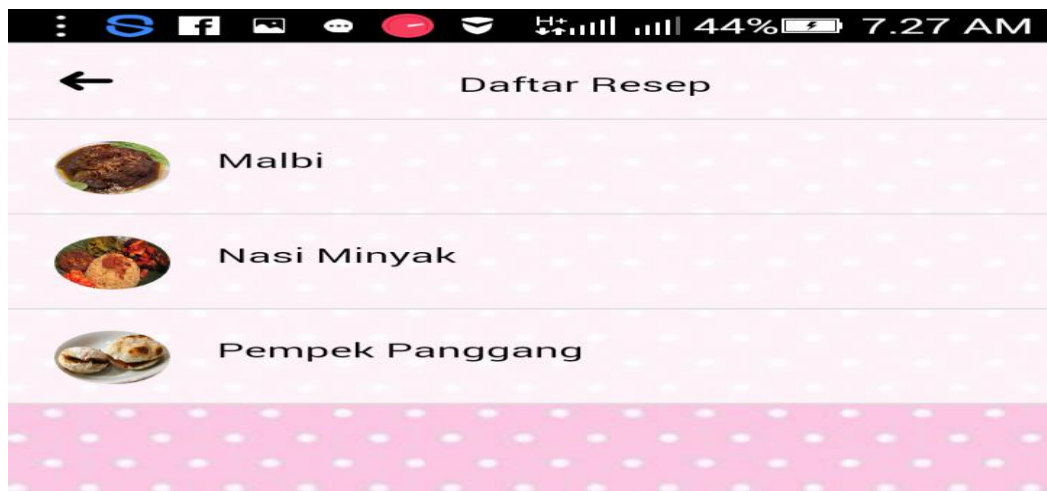 44% 7.27 AM
Daftar Resep
Malbi
Nasi Minyak
Pempek Panggang